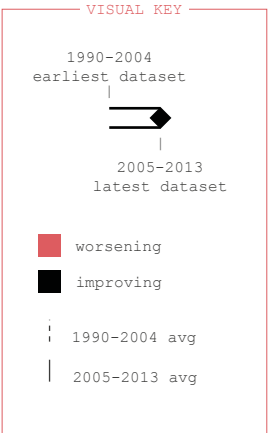 VISUAL KEY
1990-2004
earliest dataset
2005-2013
latest dataset
worsening
improving
1990-2004 avg
2005-2013 avg